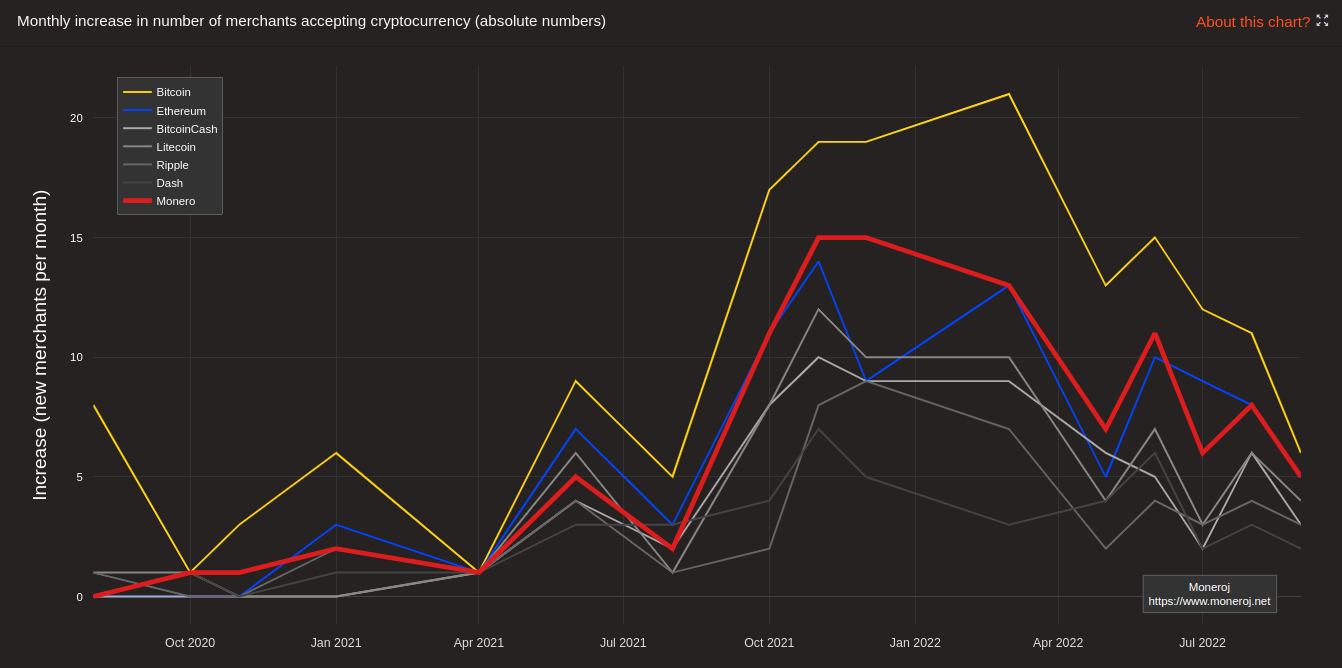 Monthly increase in number of merchants accepting cryptocurrency (absolute numbers)
About this chart?
Increase (new merchants per month)
Bitcoin
Ethereum
BitcoinCash
Litecoin
Ripple
Dash
Monero
20
15
10
5
0
Moneroj
https://www.moneroj.net
Oct 2020
Jan 2021
Apr 2021
Jul 2021
Oct 2021
Jan 2022
Apr 2022
Jul 2022